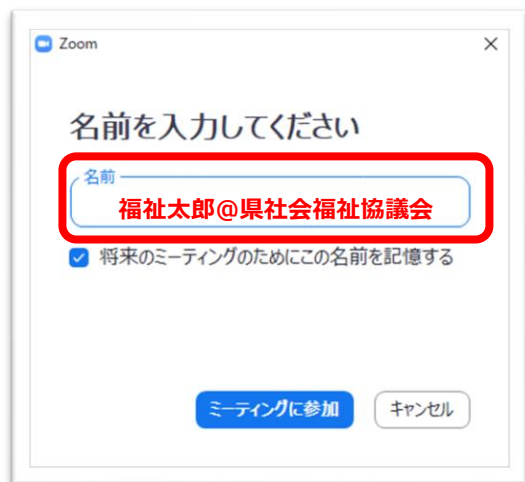 Zoom
名前を入力してください
名前
福祉太郎@県社会福祉協議会
将来のミーティングのためにこの名前を記憶する
ミーティングに参加
キャンセル